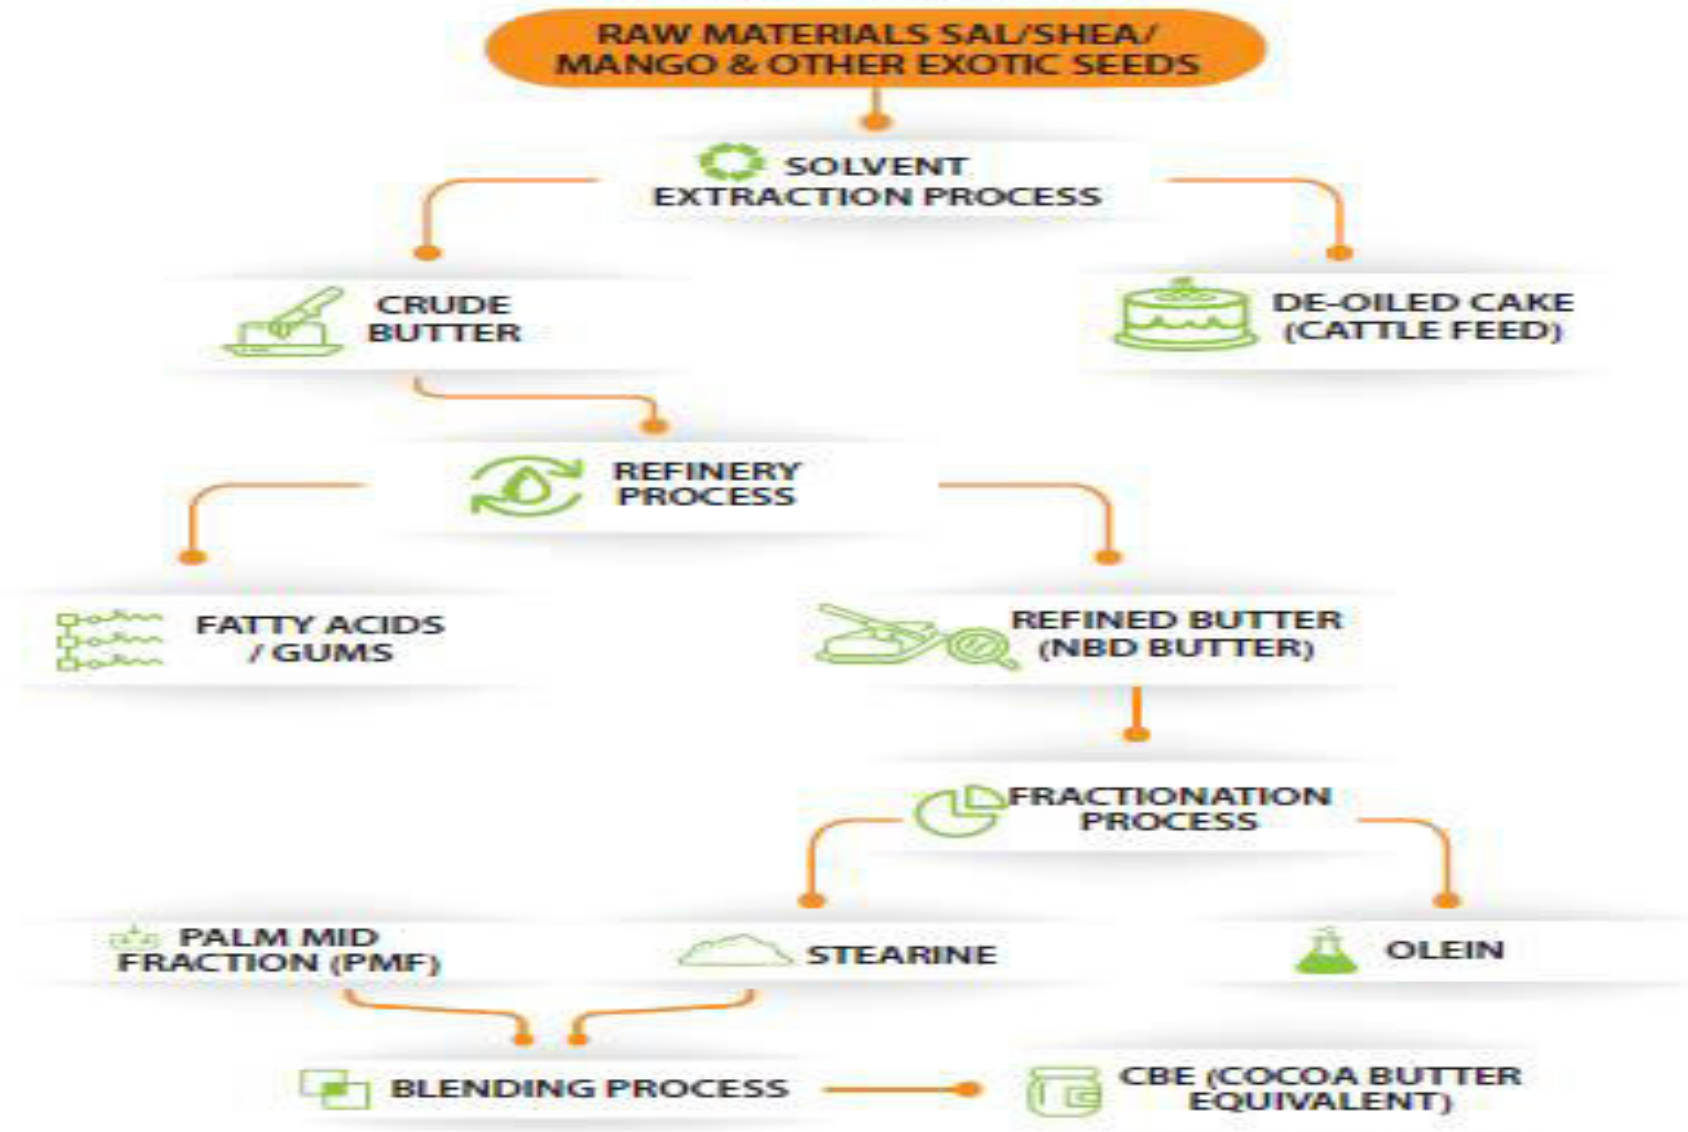 RAW MATERIALS SAL/SHEA/
MANGO & OTHER EXOTIC SEEDS
SOLVENT
EXTRACTION PROCESS
CRUDE
BUTTER
DE-OILED CAKE
(CATTLE FEED)
REFINERY
PROCESS
FATTY ACIDS
/ GUMS
REFINED BUTTER
(NBD BUTTER)
FRACTIONATION
PROCESS
PALM MID
FRACTION (PMF)
STEARINE
OLEIN
BLENDING PROCESS
CBE (COCOA BUTTER
EQUIVALENT)